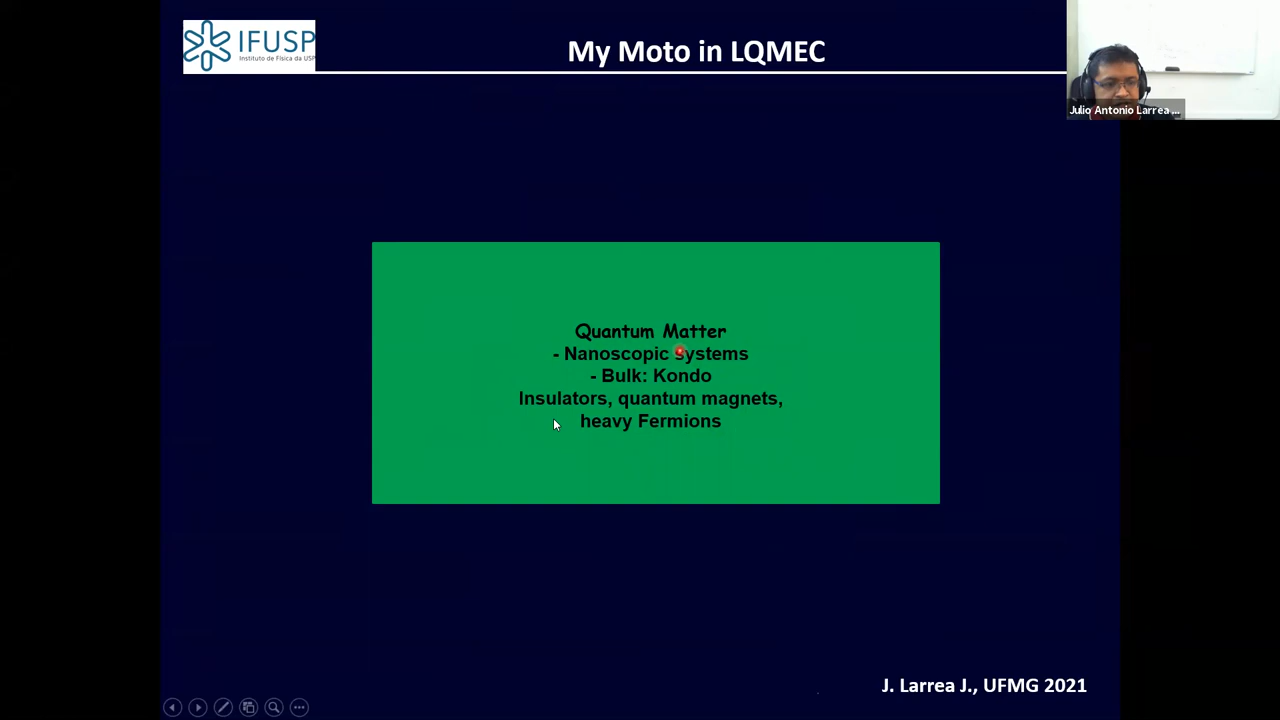 IFUSP
Instituto de Física da USP
My Moto in LQMEC
Julio Antonio Larrea ...
Quantum Matter
- Nanoscopic systems
- Bulk: Kondo
Insulators, quantum magnets,
heavy Fermions
J. Larrea J., UFMG 2021